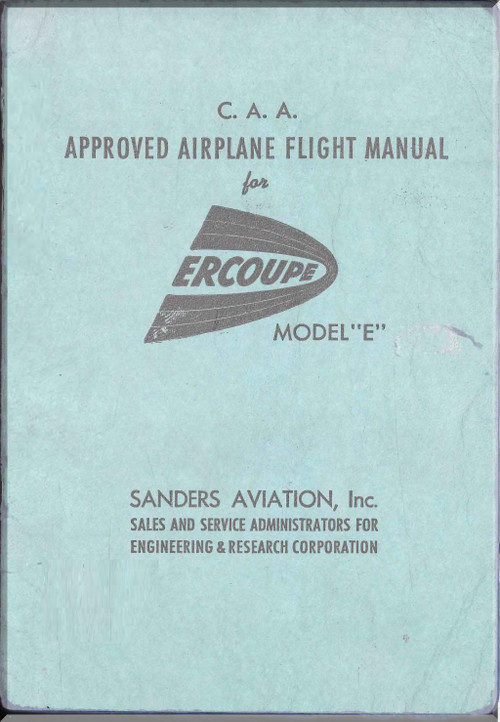 C. A. A.
APPROVED AIRPLANE FLIGHT MANUAL
for
ERCOUPE
MODEL "E"
SANDERS AVIATION, Inc.
SALES AND SERVICE ADMINISTRATORS FOR
ENGINEERING & RESEARCH CORPORATION